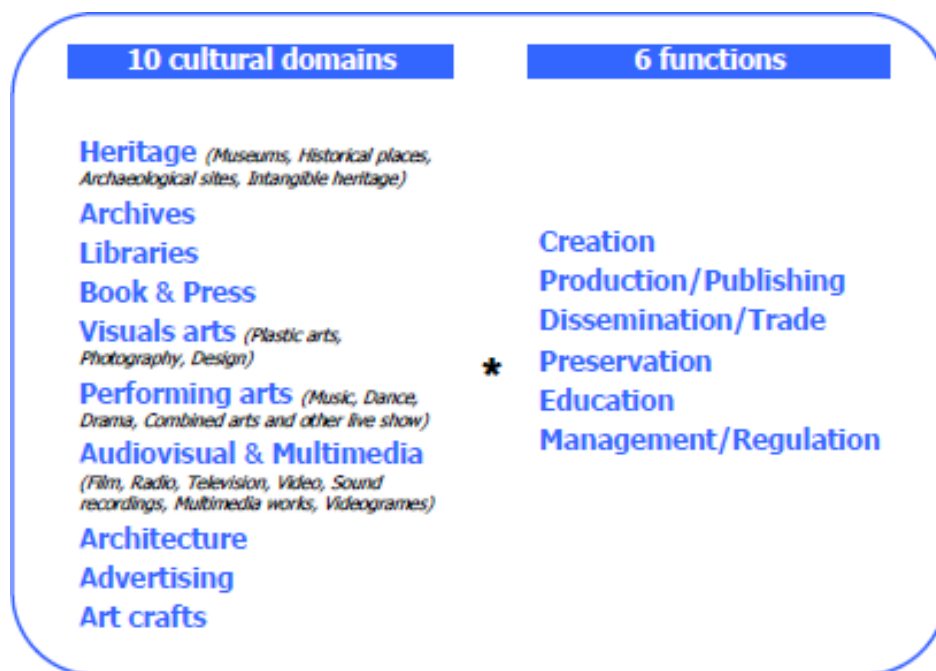 10 cultural domains
Heritage (Museums, Historical places,
Archaeological sites, Intangible heritage)
Archives
Libraries
Book & Press
Visuals arts (Plastic arts,
Photography, Design)
Performing arts (Music, Dance,
Drama, Combined arts and other live show)
Audiovisual & Multimedia
(Film, Radio, Television, Video, Sound
recordings, Multimedia works, Videogrames)
Architecture
Advertising
Art crafts
*
6 functions
Creation
Production/Publishing
Dissemination/Trade
Preservation
Education
Management/Regulation